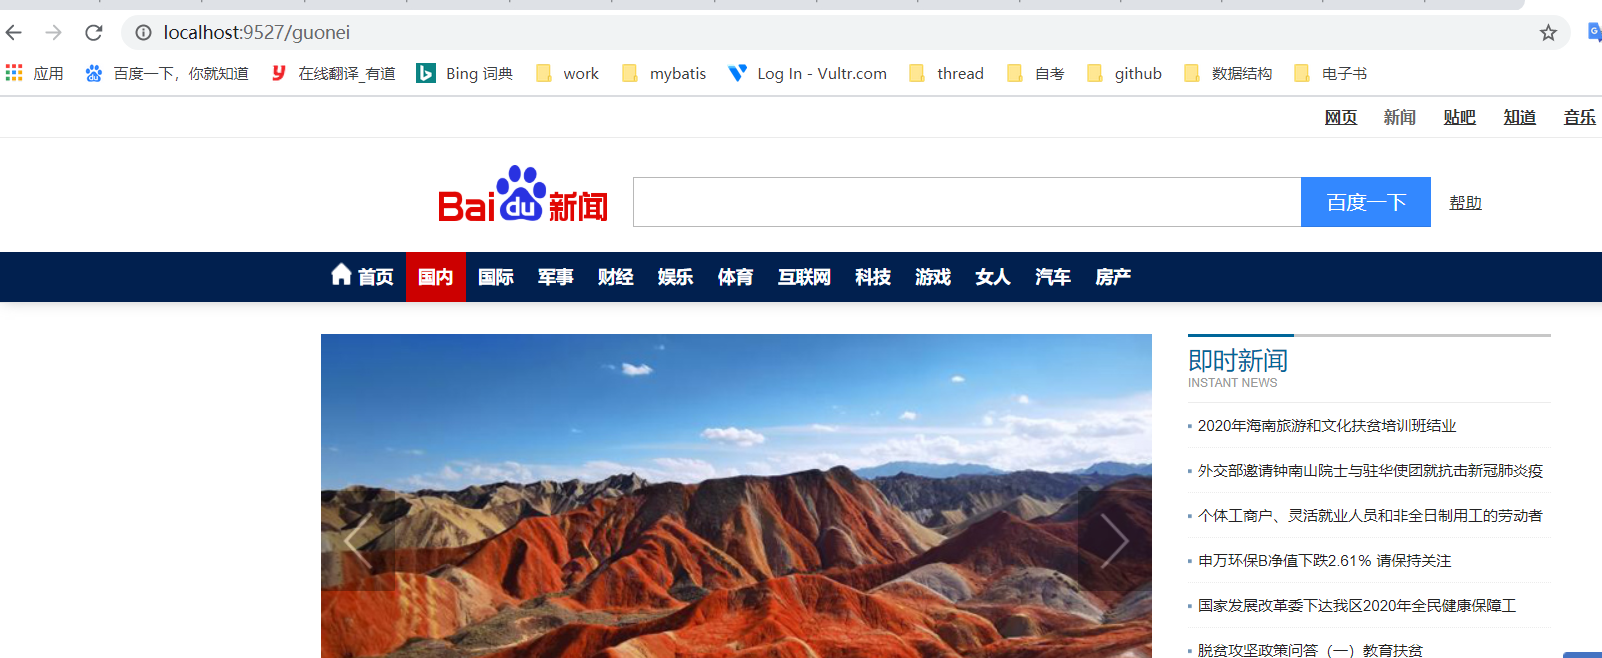 localhost:9527/guonei
应用 百度一下，你就知道 在线翻译_有道 Bing 词典 work mybatis Log In - Vultr.com thread 自考 github 数据结构 电子书
网页 新闻 贴吧 知道 音乐
Bai du 新闻 百度一下 帮助
首页 国内 国际 军事 财经 娱乐 体育 互联网 科技 游戏 女人 汽车 房产
即时新闻
INSTANT NEWS
2020年海南旅游和文化扶贫培训班结业
外交部邀请钟南山院士与驻华使团就抗击新冠肺炎疫
个体工商户、灵活就业人员和非全日制用工的劳动者
申万环保B净值下跌2.61% 请保持关注
国家发展改革委下达我区2020年全民健康保障工
脱贫攻坚政策问答（一）教育扶贫